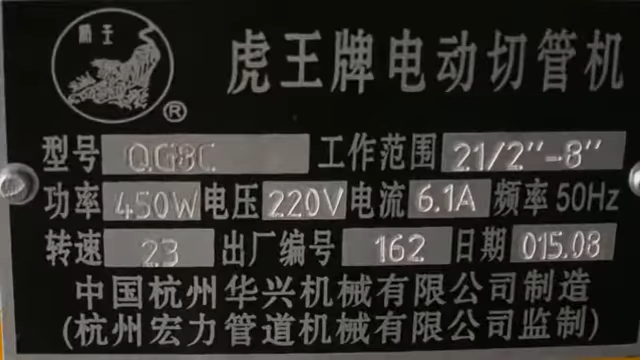 虎王
虎王牌电动切管机
®
型号 QG8C 工作范围 21/2"-8"
功率 450W 电压 220V 电流 6.1A 频率 50Hz
转速 23 出厂编号 162 日期 015.08
中国杭州华兴机械有限公司制造
(杭州宏力管道机械有限公司监制)